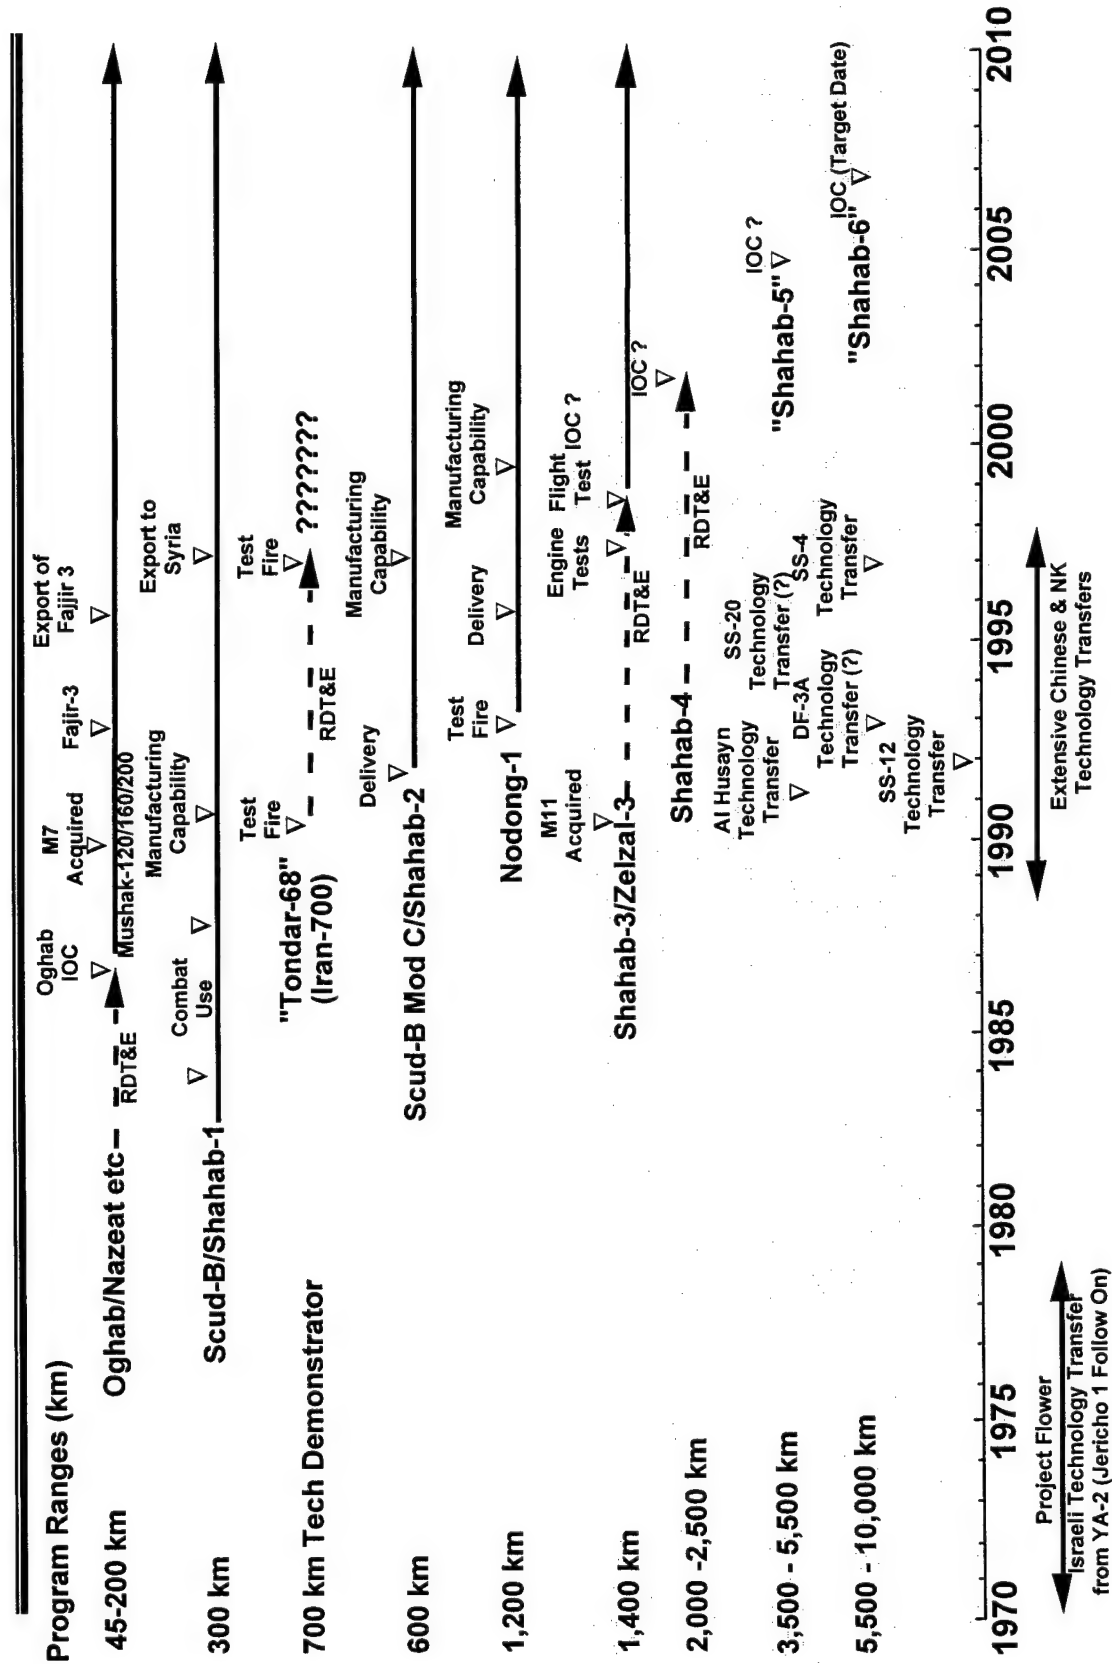 Program Ranges (km)
45-200 km
Oghab/Nazeat etc
RDT&E
Oghab
IOC
M7
Acquired
Mushak-120/160/200
Fajir-3
Export of
Fajjir 3
300 km
Scud-B/Shahab-1
Combat
Use
Manufacturing
Capability
Export to
Syria
700 km Tech Demonstrator
"Tondar-68"
(Iran-700)
Test
Fire
RDT&E
Test
Fire
???????
600 km
Scud-B Mod C/Shahab-2
Delivery
Manufacturing
Capability
1,200 km
Nodong-1
Test
Fire
Delivery
Manufacturing
Capability
1,400 km
Shahab-3/Zelzal-3
M11
Acquired
RDT&E
Engine
Tests
Flight
Test
IOC ?
2,000 -2,500 km
Shahab-4
RDT&E
IOC ?
3,500 - 5,500 km
Al Husayn
Technology
Transfer
SS-20
Technology
Transfer (?)
"Shahab-5"
IOC ?
5,500 - 10,000 km
DF-3A
Technology
Transfer (?)
SS-4
Technology
Transfer
"Shahab-6"
IOC (Target Date)
SS-12
Technology
Transfer
1970
1975
1980
1985
1990
1995
2000
2005
2010
Project Flower
Israeli Technology Transfer
from YA-2 (Jericho 1 Follow On)
Extensive Chinese & NK
Technology Transfers